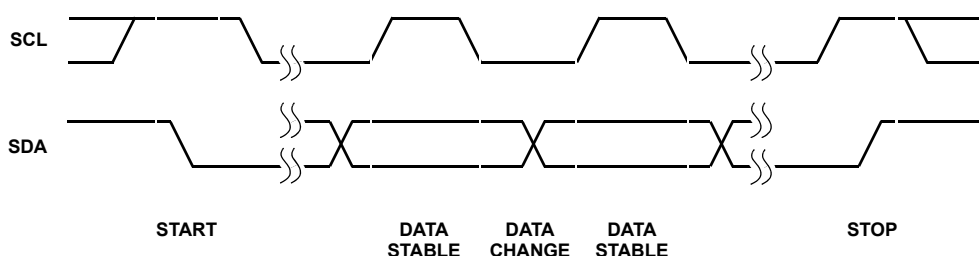 SCL
SDA
START
DATA STABLE
DATA CHANGE
DATA STABLE
STOP